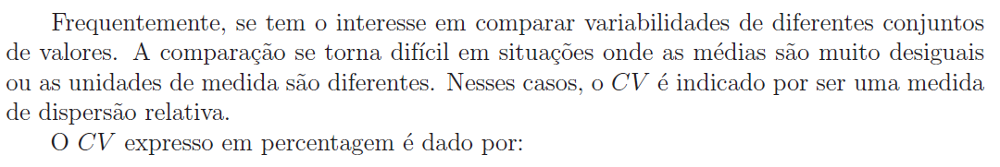 Frequentemente, se tem o interesse em comparar variabilidades de diferentes conjuntos
de valores. A comparação se torna difícil em situações onde as médias são muito desiguais
ou as unidades de medida são diferentes. Nesses casos, o CV é indicado por ser uma medida
de dispersão relativa.
O CV expresso em percentagem é dado por: